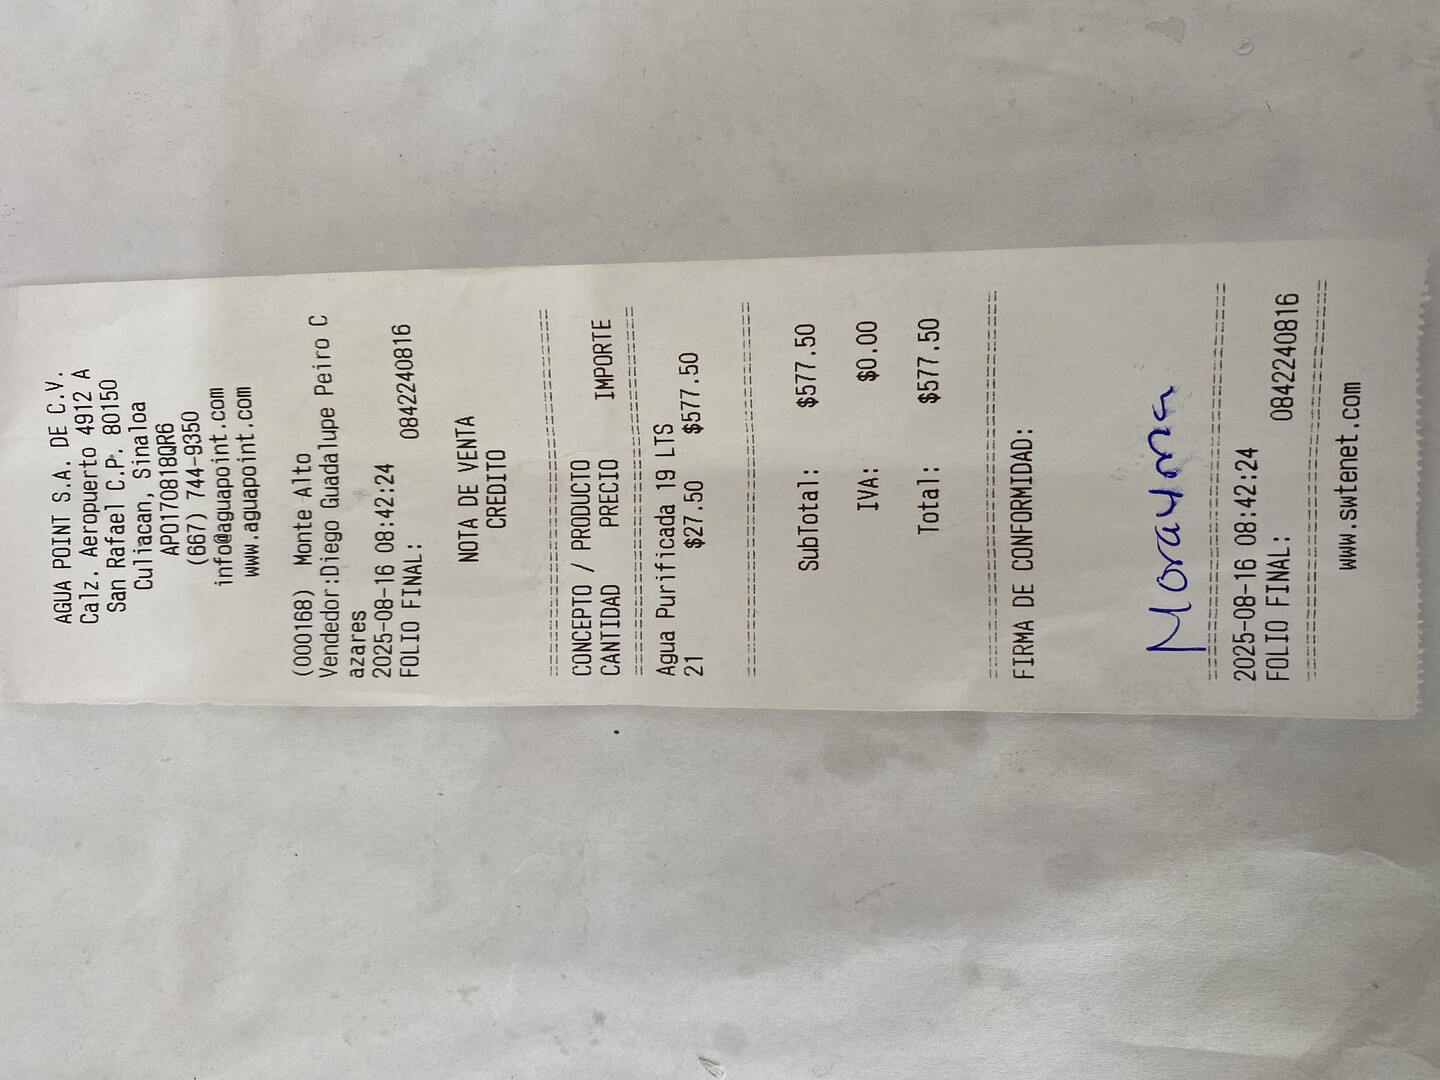 AGUA POINT S.A. DE C.V.
Calz. Aeropuerto 4912 A
San Rafael C.P. 80150
Culiacan, Sinaloa
APO170818QR6
(667) 744-9350
info@aguapoint.com
www.aguapoint.com
(000168) Monte Alto
Vendedor:Diego Guadalupe Peiro C
azares
2025-08-16 08:42:24
FOLIO FINAL: 0842240816
NOTA DE VENTA
CREDITO
CONCEPTO / PRODUCTO
CANTIDAD PRECIO IMPORTE
Agua Purificada 19 LTS
21 $27.50 $577.50
SubTotal: $577.50
IVA: $0.00
Total: $577.50
FIRMA DE CONFORMIDAD:
2025-08-16 08:42:24
FOLIO FINAL: 0842240816
www.swtenet.com